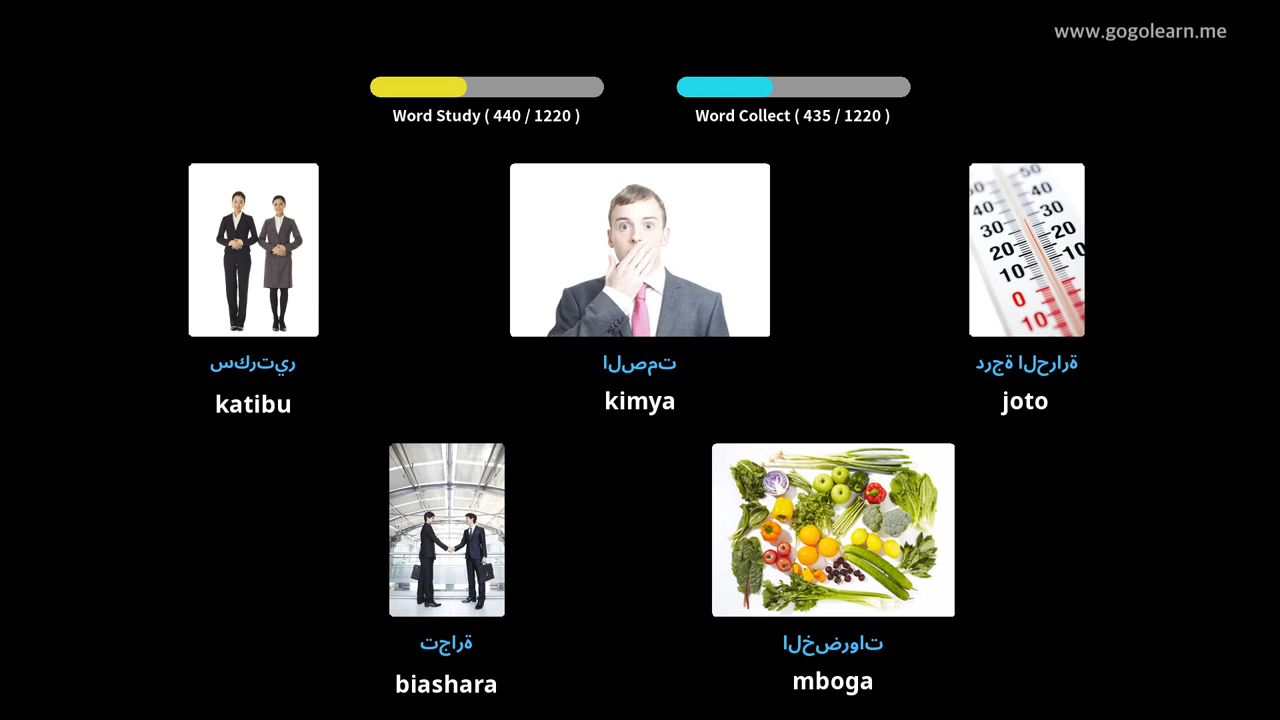 www.gogolearn.me
Word Study ( 440 / 1220 )
Word Collect ( 435 / 1220 )
سكرتير
الصمت
درجة الحرارة
katibu
kimya
joto
تجارة
الخضروات
biashara
mboga